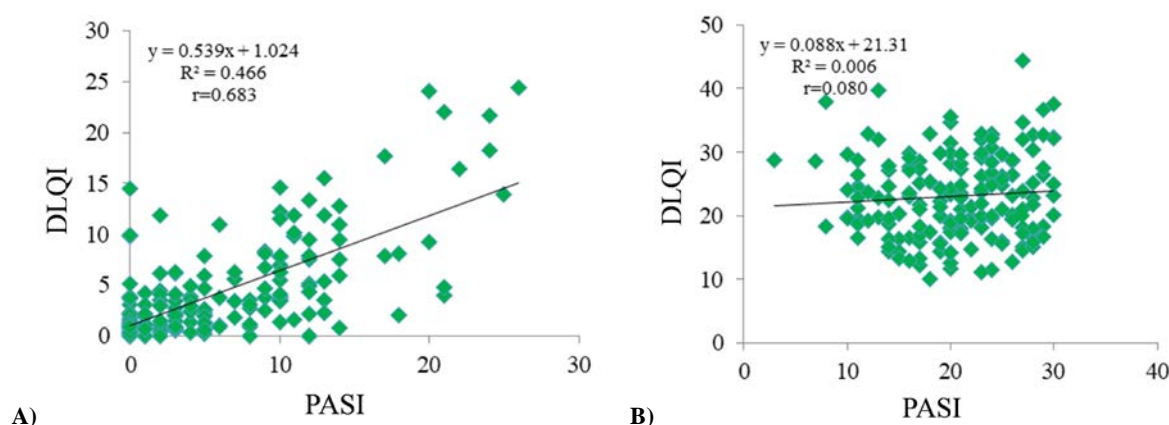 30
25
20
15
10
5
0
DLQI
y = 0.539x + 1.024
R² = 0.466
r=0.683
0 10 20 30
PASI
A)
50
40
30
20
10
0
DLQI
y = 0.088x + 21.31
R² = 0.006
r=0.080
0 10 20 30 40
PASI
B)